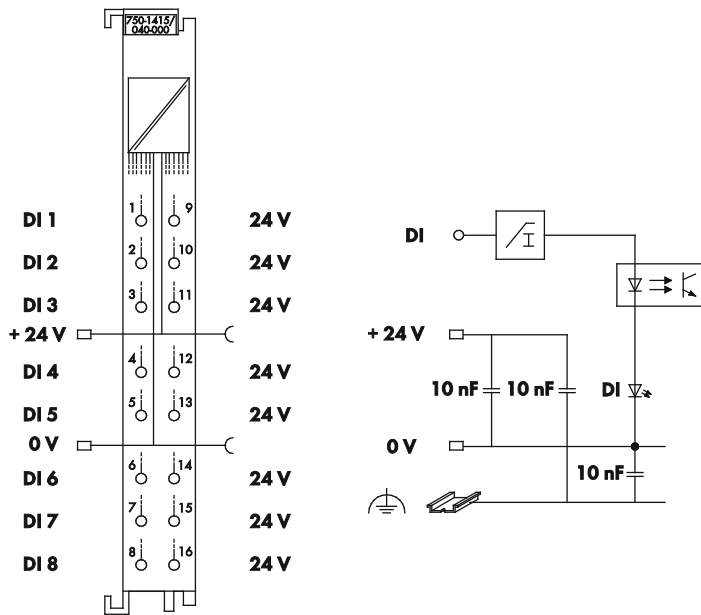 750-1415/
040-000
1 9
DI 1 24 V
2 10
DI 2 24 V
3 11
DI 3 24 V
+ 24 V
4 12
DI 4 24 V
5 13
DI 5 24 V
0 V
6 14
DI 6 24 V
7 15
DI 7 24 V
8 16
DI 8 24 V
DI
I
+ 24 V
10 nF 10 nF DI
0 V
10 nF